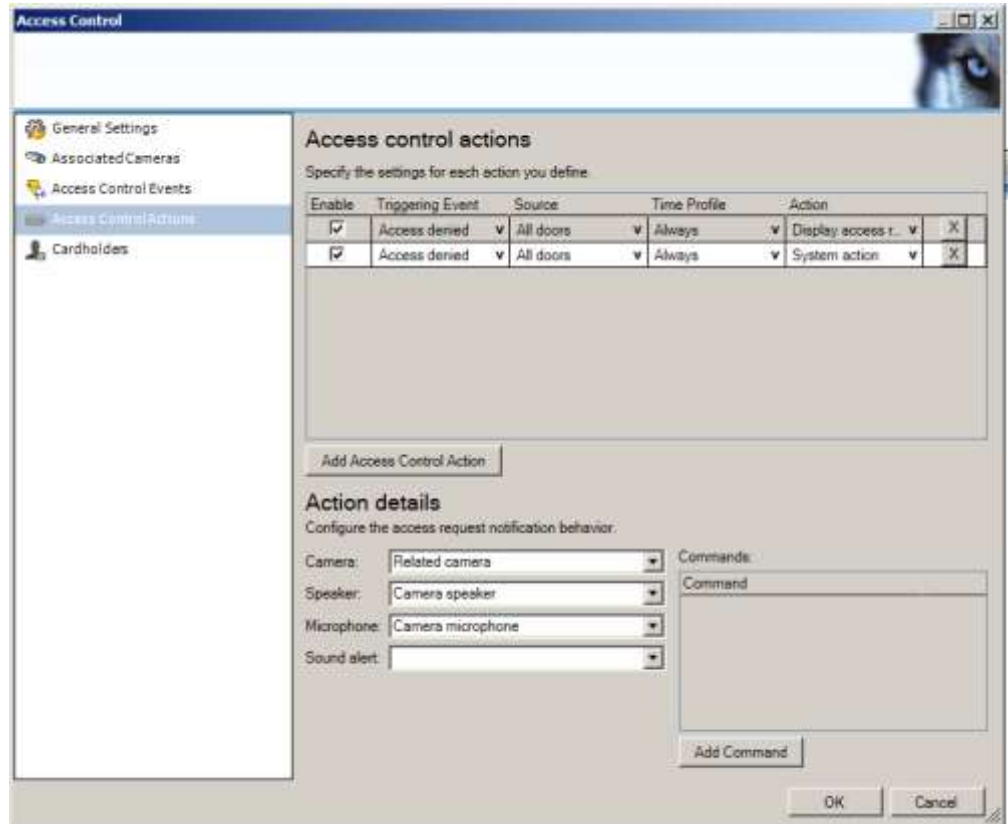 Access Control
General Settings
Associated Cameras
Access Control Events
Access Control Actions
Cardholders
Access control actions
Specify the settings for each action you define.
Enable Triggering Event Source Time Profile Action
Access denied v All doors v Always v Display access r... v X
Access denied v All doors v Always v System action v X
Add Access Control Action
Action details
Configure the access request notification behavior.
Camera: Related camera
Speaker: Camera speaker
Microphone: Camera microphone
Sound alert:
Commands:
Command
Add Command
OK Cancel